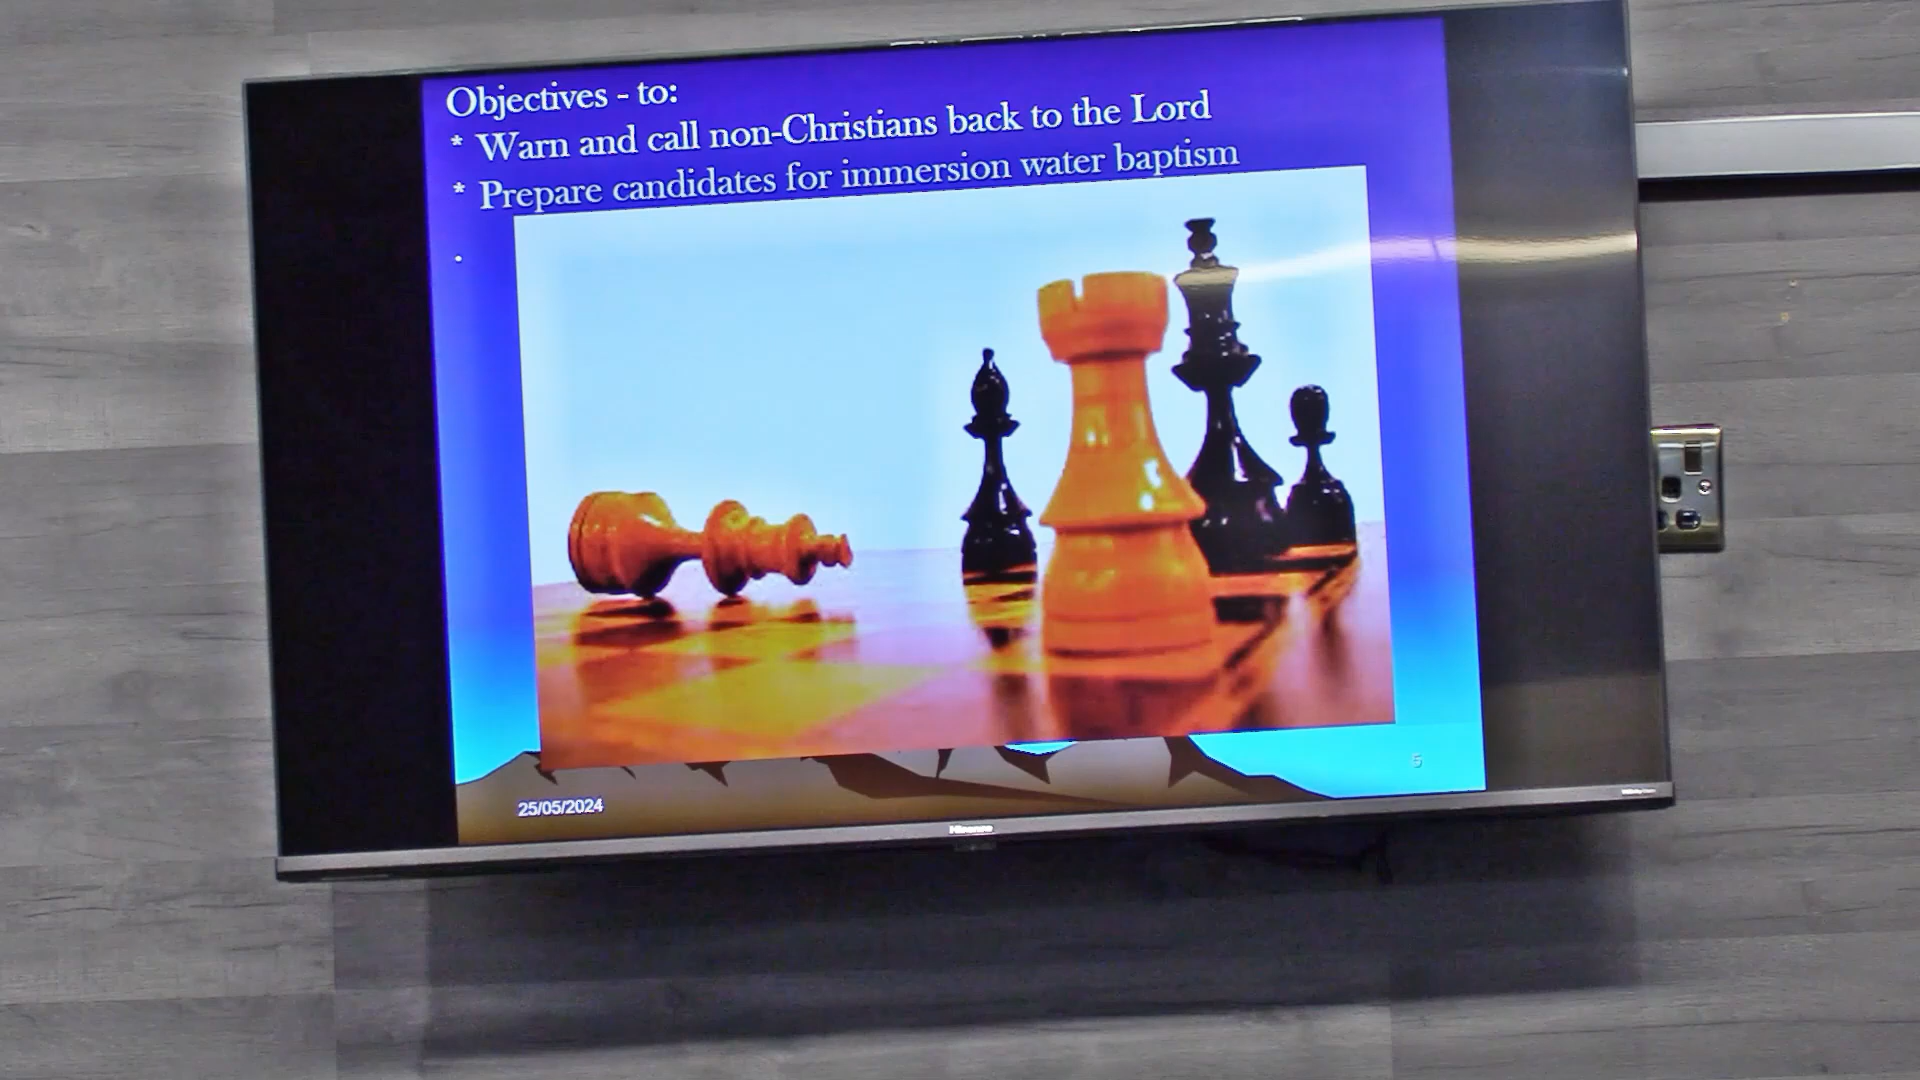 Objectives - to:
* Warn and call non-Christians back to the Lord
* Prepare candidates for immersion water baptism
.
5
25/05/2024
Hisense